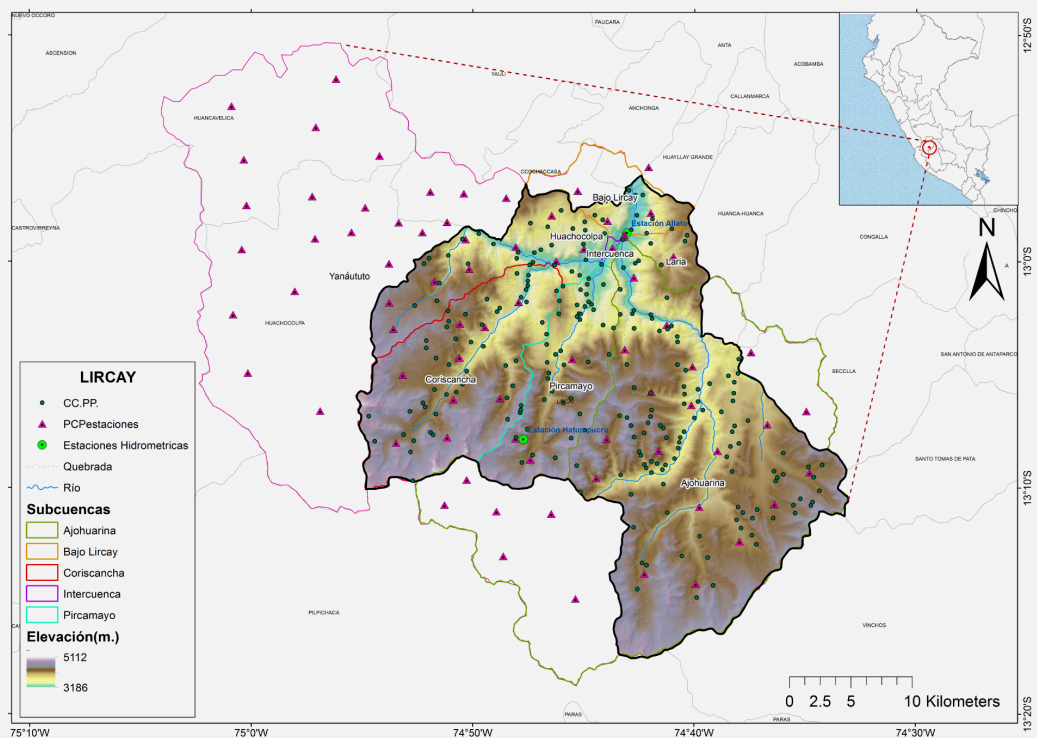 NUEVO OCCORO
ASCENSION
PAUCARA
ANTA
YAULI
ACOBAMBA
CALLANMARCA
ANCHONGA
HUANCAVELICA
HUAYLLAY GRANDE
CCOCHACCASA
Bajo Lircay
HUANCA-HUANCA
CHINCHO
CASTROVIRREYNA
Estación Allato
CONGALLA
Huachocolpa
Intercuenca
Laria
Yanáututo
HUACHOCOLPA
SAN ANTONIO DE ANTAPARCO
SECCLLA
Coriscancha
Pircamayo
Estación Hatunpucru
SANTO TOMAS DE PATA
Ajohuarina
PILPICHACA
VINCHOS
PARAS
PARAS
N
LIRCAY
CC.PP.
PCPestaciones
Estaciones Hidrometricas
Quebrada
Río
Subcuencas
Ajohuarina
Bajo Lircay
Coriscancha
Intercuenca
Pircamayo
Elevación(m.)
5112
3186
0 2.5 5 10 Kilometers
12°50'S
13°0'S
13°10'S
13°20'S
75°10'W
75°0'W
74°50'W
74°40'W
74°30'W